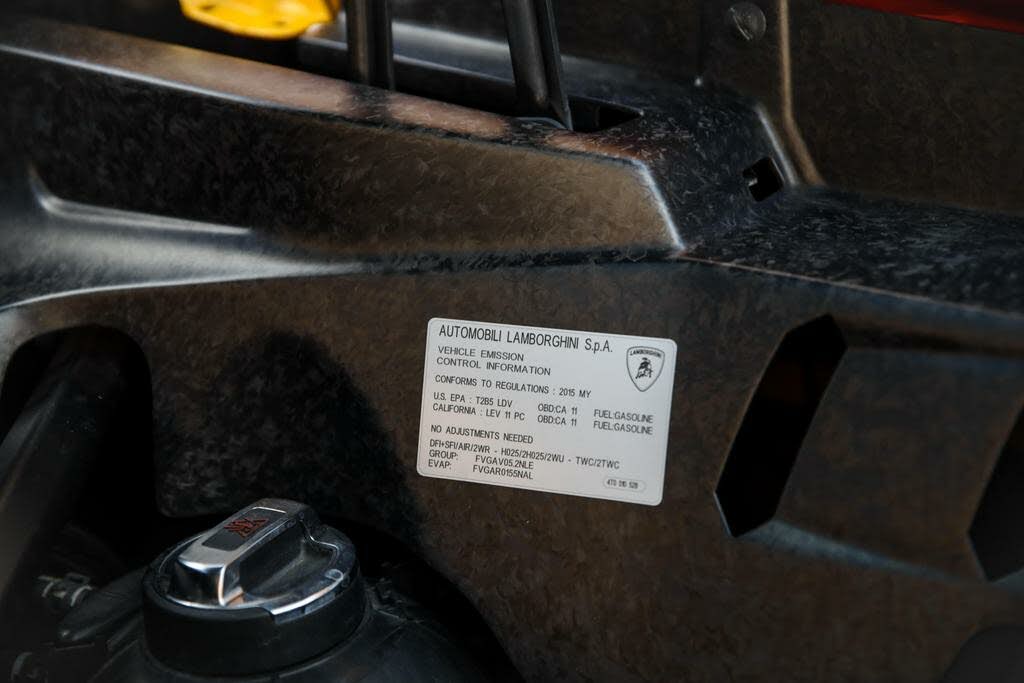 AUTOMOBILI LAMBORGHINI S.p.A.
LAMBORGHINI
VEHICLE EMISSION
CONTROL INFORMATION
CONFORMS TO REGULATIONS : 2015 MY
U.S. EPA : T2B5 LDV OBD:CA 11 FUEL:GASOLINE
CALIFORNIA : LEV 11 PC OBD:CA 11 FUEL:GASOLINE
NO ADJUSTMENTS NEEDED
DFI+SFI/AIR/2WR - HO25/2HO25/2WU - TWC/2TWC
GROUP: FVGAV05.2NLE
EVAP: FVGAR0155NAL